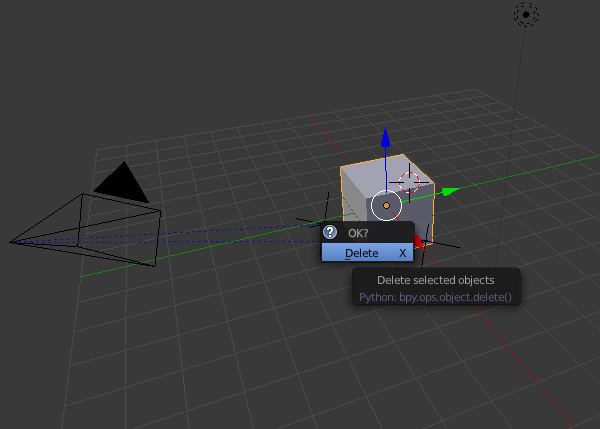 OK?
Delete X
Delete selected objects
Python: bpy.ops.object.delete()